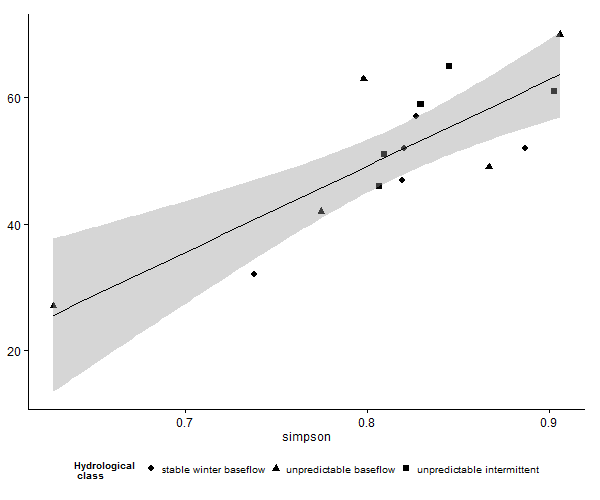 60
40
20
0.7 0.8 0.9
simpson
Hydrological
class
stable winter baseflow unpredictable baseflow unpredictable intermittent